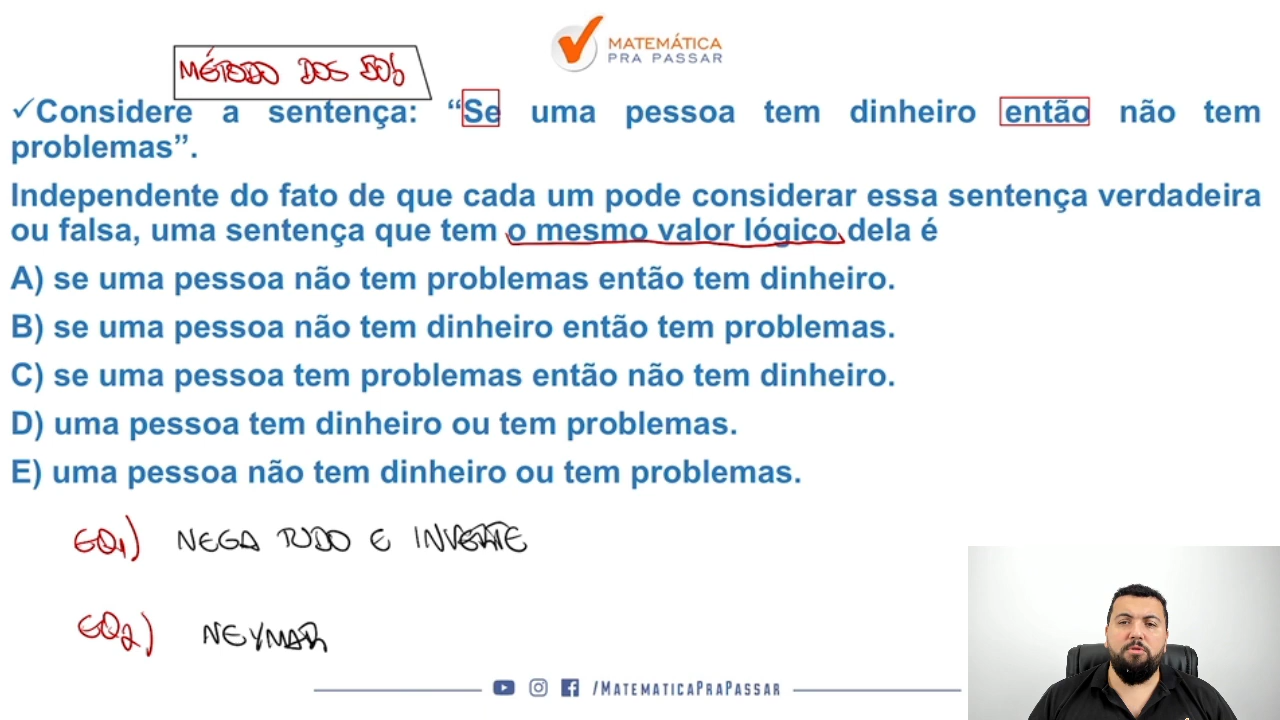 MATEMÁTICA
PRA PASSAR
MÉTODO DOS 50!
✓Considere a sentença: “Se uma pessoa tem dinheiro então não tem
problemas”.
Independente do fato de que cada um pode considerar essa sentença verdadeira
ou falsa, uma sentença que tem o mesmo valor lógico dela é
A) se uma pessoa não tem problemas então tem dinheiro.
B) se uma pessoa não tem dinheiro então tem problemas.
C) se uma pessoa tem problemas então não tem dinheiro.
D) uma pessoa tem dinheiro ou tem problemas.
E) uma pessoa não tem dinheiro ou tem problemas.
EQ1) NEGA TUDO E INVERTE
EQ2) NEYMAR
/MATEMATICAPRAPASSAR